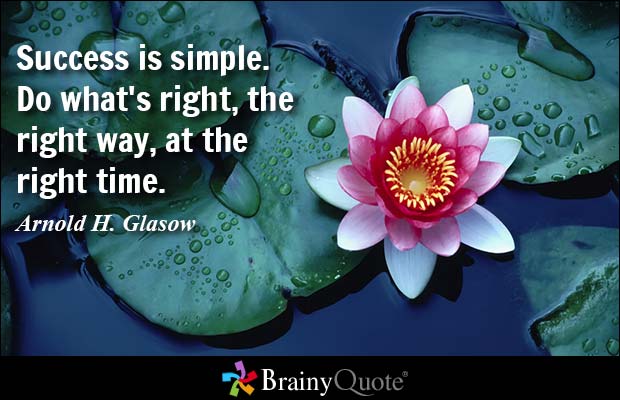 Success is simple.
Do what's right, the
right way, at the
right time.
Arnold H. Glasow
BrainyQuote®